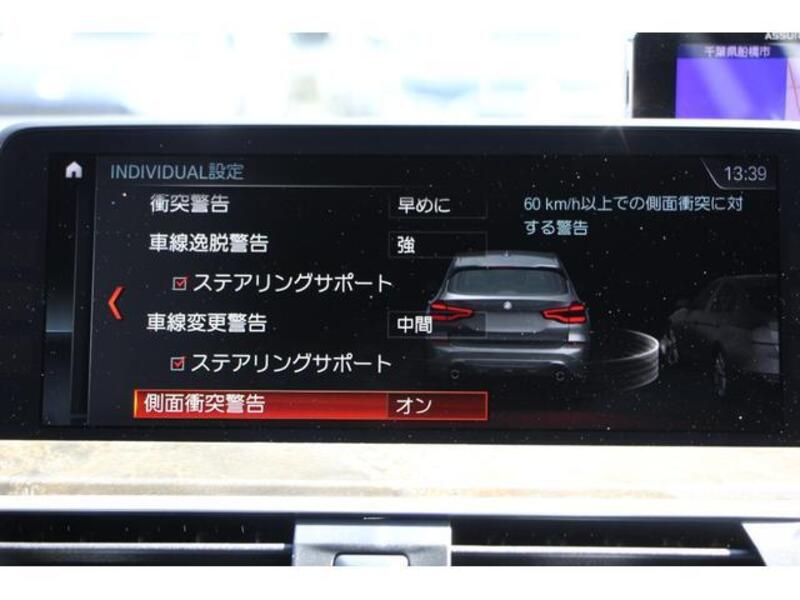 千葉県船橋市
INDIVIDUAL設定
13:39
衝突警告 早めに
60 km/h以上での側面衝突に対
する警告
車線逸脱警告 強
ステアリングサポート
車線変更警告 中間
ステアリングサポート
側面衝突警告 オン